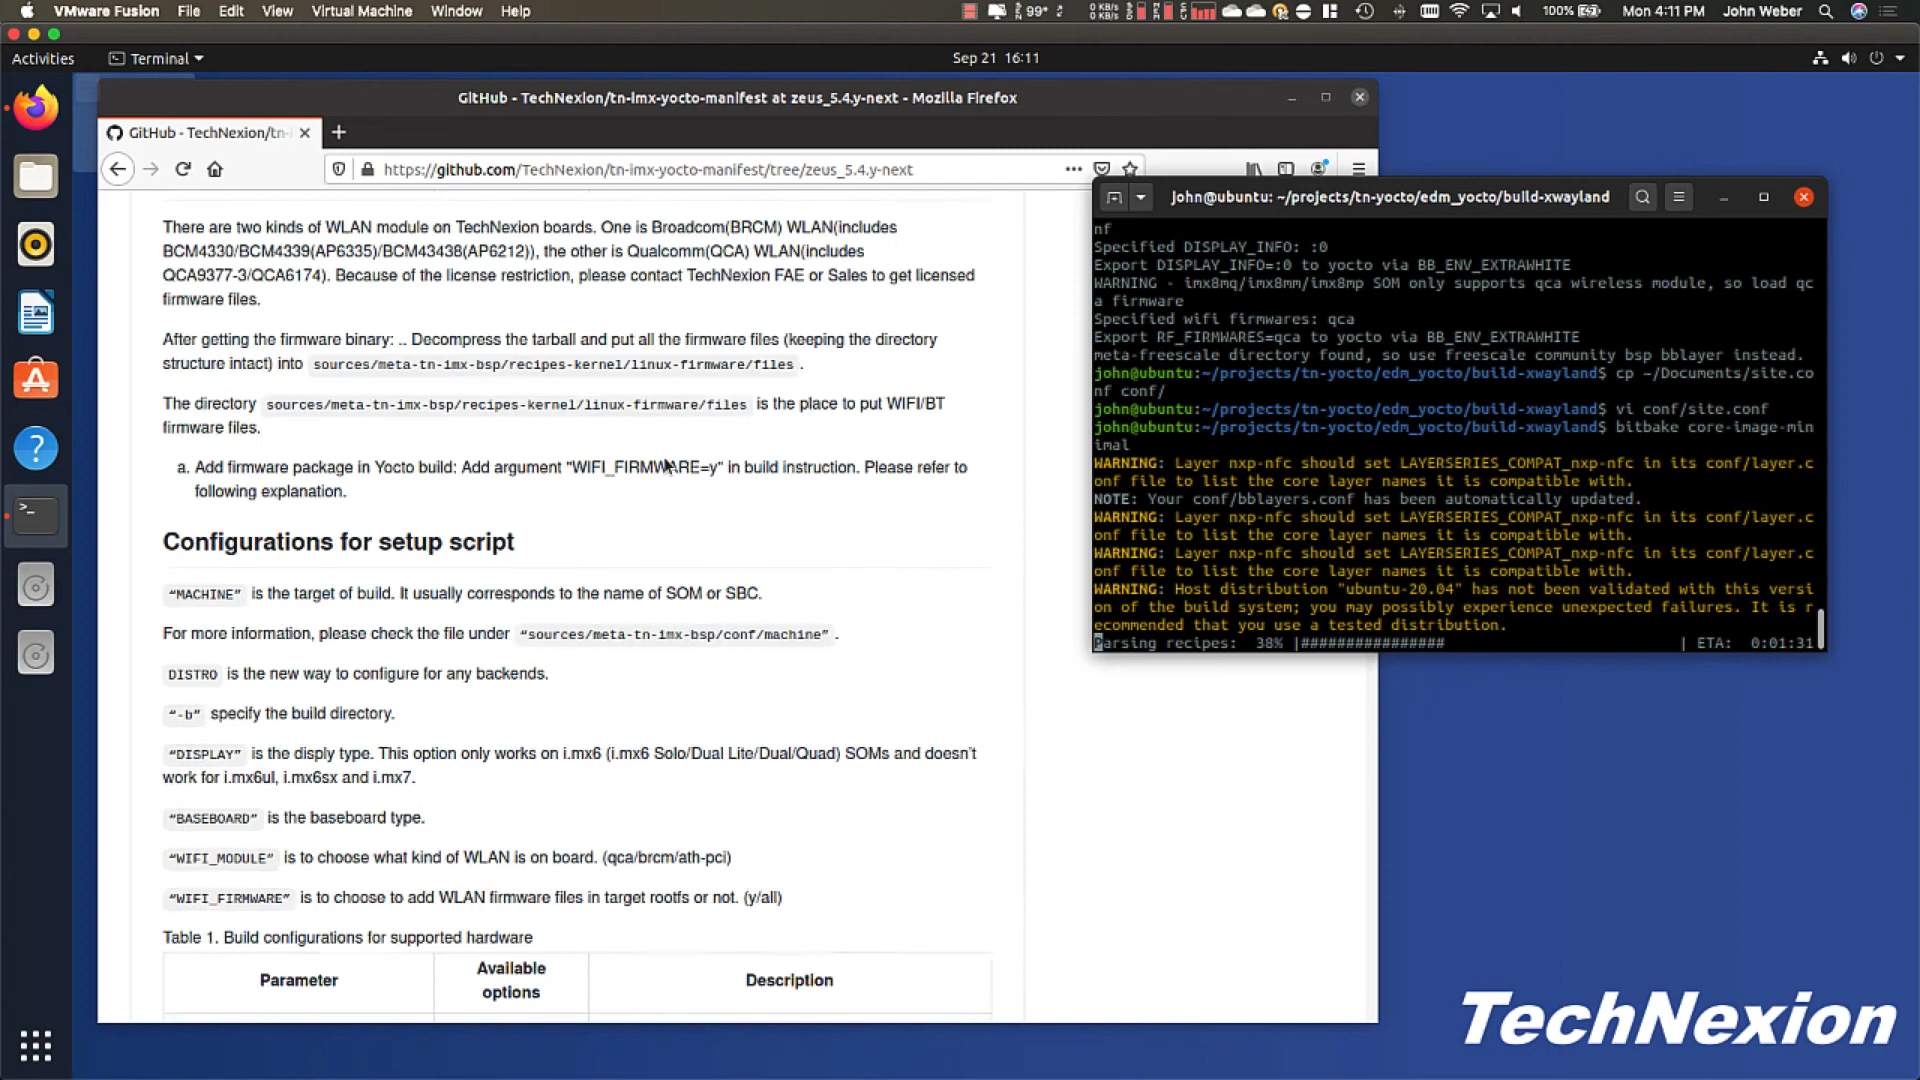 VMware Fusion File Edit View Virtual Machine Window Help 99° 2 0 KB/s 0 KB/s 100% Mon 4:11 PM John Weber
Activities Terminal Sep 21 16:11
GitHub - TechNexion/tn-imx-yocto-manifest at zeus_5.4.y-next - Mozilla Firefox
GitHub - TechNexion/tn-i
https://github.com/TechNexion/tn-imx-yocto-manifest/tree/zeus_5.4.y-next
There are two kinds of WLAN module on TechNexion boards. One is Broadcom(BRCM) WLAN(includes
BCM4330/BCM4339(AP6335)/BCM43438(AP6212)), the other is Qualcomm(QCA) WLAN(includes
QCA9377-3/QCA6174). Because of the license restriction, please contact TechNexion FAE or Sales to get licensed
firmware files.
After getting the firmware binary: .. Decompress the tarball and put all the firmware files (keeping the directory
structure intact) into sources/meta-tn-imx-bsp/recipes-kernel/linux-firmware/files .
The directory sources/meta-tn-imx-bsp/recipes-kernel/linux-firmware/files is the place to put WIFI/BT
firmware files.
a. Add firmware package in Yocto build: Add argument "WIFI_FIRMWARE=y" in build instruction. Please refer to
following explanation.
Configurations for setup script
“MACHINE” is the target of build. It usually corresponds to the name of SOM or SBC.
For more information, please check the file under “sources/meta-tn-imx-bsp/conf/machine” .
DISTRO is the new way to configure for any backends.
“-b” specify the build directory.
“DISPLAY” is the disply type. This option only works on i.mx6 (i.mx6 Solo/Dual Lite/Dual/Quad) SOMs and doesn’t
work for i.mx6ul, i.mx6sx and i.mx7.
“BASEBOARD” is the baseboard type.
“WIFI_MODULE” is to choose what kind of WLAN is on board. (qca/brcm/ath-pci)
“WIFI_FIRMWARE” is to choose to add WLAN firmware files in target rootfs or not. (y/all)
Table 1. Build configurations for supported hardware
Parameter Available options Description
john@ubuntu: ~/projects/tn-yocto/edm_yocto/build-xwayland
nf
Specified DISPLAY_INFO: :0
Export DISPLAY_INFO=:0 to yocto via BB_ENV_EXTRAWHITE
WARNING - imx8mq/imx8mm/imx8mp SOM only supports qca wireless module, so load qc
a firmware
Specified wifi firmwares: qca
Export RF_FIRMWARES=qca to yocto via BB_ENV_EXTRAWHITE
meta-freescale directory found, so use freescale community bsp bblayer instead.
john@ubuntu:~/projects/tn-yocto/edm_yocto/build-xwayland$ cp ~/Documents/site.co
nf conf/
john@ubuntu:~/projects/tn-yocto/edm_yocto/build-xwayland$ vi conf/site.conf
john@ubuntu:~/projects/tn-yocto/edm_yocto/build-xwayland$ bitbake core-image-min
imal
WARNING: Layer nxp-nfc should set LAYERSERIES_COMPAT_nxp-nfc in its conf/layer.c
onf file to list the core layer names it is compatible with.
NOTE: Your conf/bblayers.conf has been automatically updated.
WARNING: Layer nxp-nfc should set LAYERSERIES_COMPAT_nxp-nfc in its conf/layer.c
onf file to list the core layer names it is compatible with.
WARNING: Layer nxp-nfc should set LAYERSERIES_COMPAT_nxp-nfc in its conf/layer.c
onf file to list the core layer names it is compatible with.
WARNING: Host distribution "ubuntu-20.04" has not been validated with this versi
on of the build system; you may possibly experience unexpected failures. It is r
ecommended that you use a tested distribution.
Parsing recipes: 38% |################ | ETA: 0:01:31
TechNexion